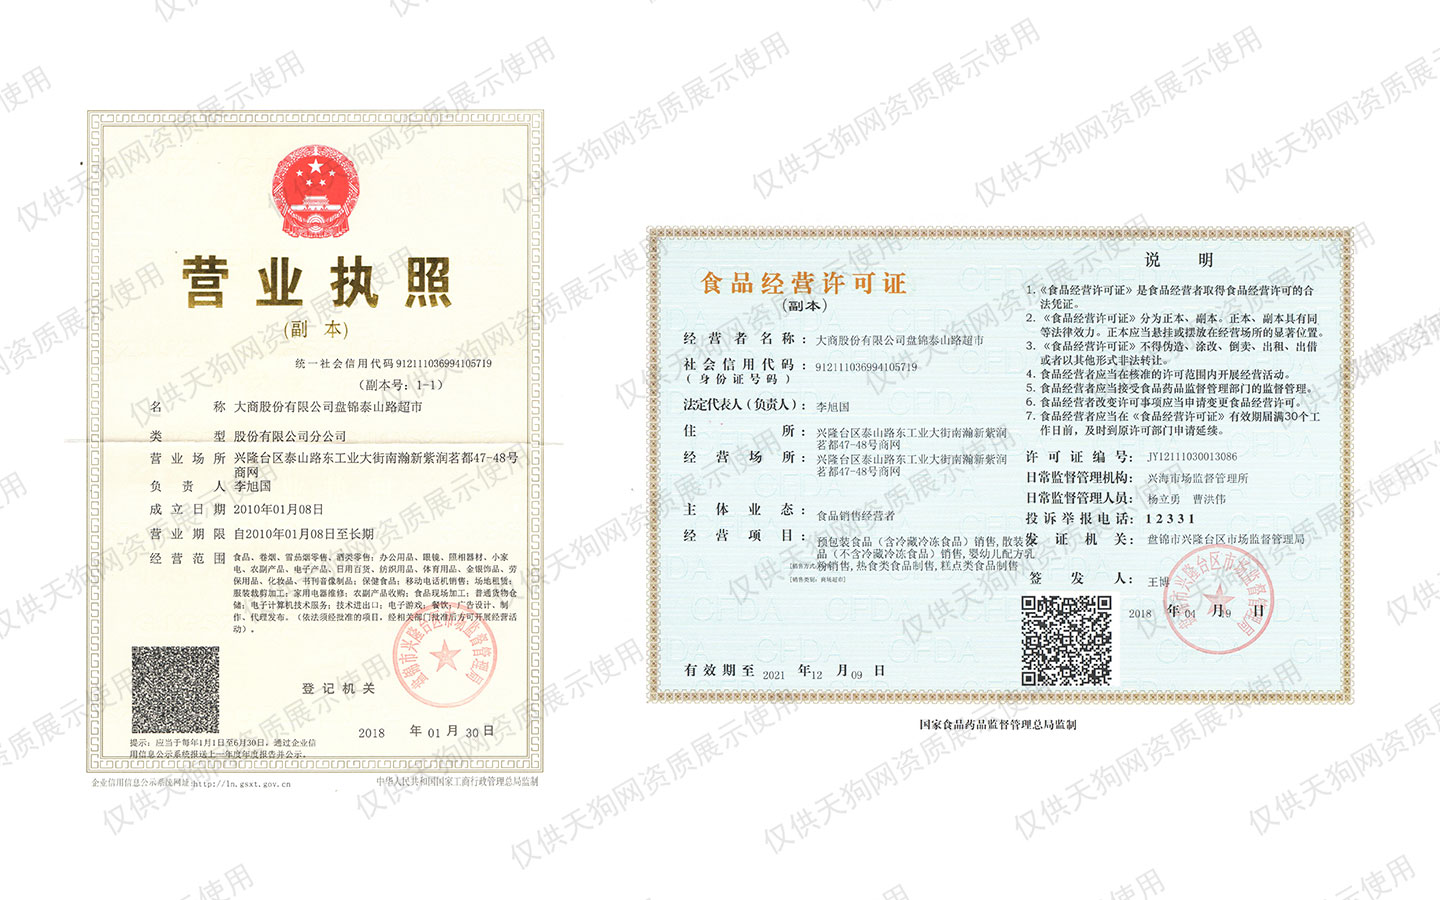 营业执照
(副 本)
统一社会信用代码 912111036994105719
(副本号：1-1)
名 称 大商股份有限公司盘锦泰山路超市
类 型 股份有限公司分公司
营业场所 兴隆台区泰山路东工业大街南瀚新紫润茗都47-48号
商网
负 责 人 李旭国
成立日期 2010年01月08日
营业期限 自2010年01月08日至长期
经营范围 食品、卷烟、雪茄烟零售、酒类零售；办公用品、眼镜、照相器材、小家
电、农副产品、电子产品、日用百货、纺织用品、体育用品、金银饰品、劳
保用品、化妆品、书刊音像制品；保健食品；移动电话机销售；场地租赁；
服装裁剪加工；家用电器维修；农副产品收购；食品现场加工；普通货物仓
储；电子计算机技术服务；技术进出口；电子游戏；餐饮；广告设计、制
作、代理发布。（依法须经批准的项目，经相关部门批准后方可开展经营活
动）。
登记机关
2018 年 01 月 30 日
提示：应当于每年1月1日至6月30日，通过企业信
用信息公示系统报送上一年度年度报告并公示。
企业信用信息公示系统网址：http://ln.gsxt.gov.cn
中华人民共和国国家工商行政管理总局监制
盘锦市兴隆台区市场监督管理局
食品经营许可证
(副本)
经营者名称： 大商股份有限公司盘锦泰山路超市
社会信用代码： 912111036994105719
(身份证号码)
法定代表人(负责人)： 李旭国
住 所： 兴隆台区泰山路东工业大街南瀚新紫润
茗都47-48号商网
经营场所： 兴隆台区泰山路东工业大街南瀚新紫润
茗都47-48号商网
主体业态： 食品销售经营者
经营项目： 预包装食品（含冷藏冷冻食品）销售，散装食
品（不含冷藏冷冻食品）销售，婴幼儿配方乳
粉销售，热食类食品制售，糕点类食品制售
[销售类别：商场超市]
有效期至 2021 年12 月09 日
说 明
1.《食品经营许可证》是食品经营者取得食品经营许可的合
法凭证。
2.《食品经营许可证》分为正本、副本。正本、副本具有同
等法律效力。正本应当悬挂或摆放在经营场所的显著位置。
3.《食品经营许可证》不得伪造、涂改、倒卖、出租、出借
或者以其他形式非法转让。
4. 食品经营者应当在核准的许可范围内开展经营活动。
5. 食品经营者应当接受食品药品监督管理部门的监督管理。
6. 食品经营者改变许可事项应当申请变更食品经营许可。
7. 食品经营者应当在《食品经营许可证》有效期届满30个工
作日前，及时到原许可部门申请延续。
许可证编号： JY12111030013086
日常监督管理机构： 兴海市场监督管理所
日常监督管理人员： 杨立勇 曹洪伟
投诉举报电话： 12331
发证机关： 盘锦市兴隆台区市场监督管理局
签 发 人： 王博
2018 年 04 月19 日
国家食品药品监督管理总局监制
仅供天狗网资质展示使用